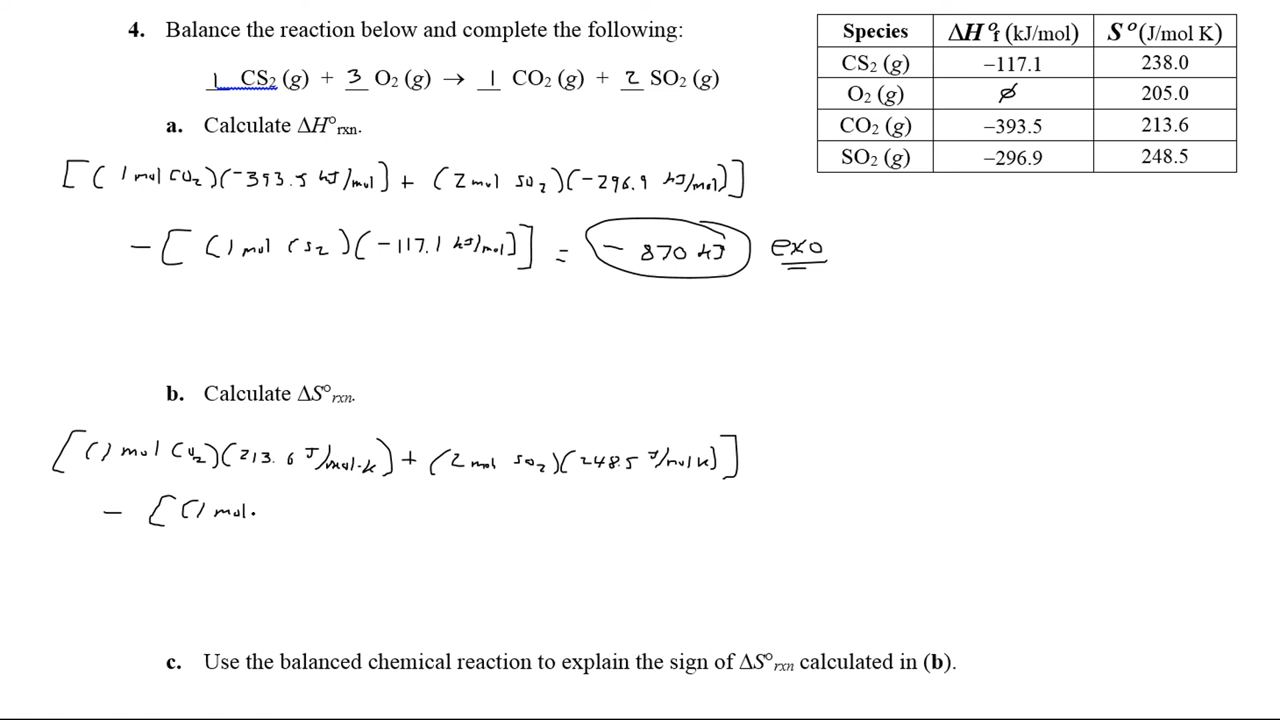 4. Balance the reaction below and complete the following:
1 CS₂ (g) + 3 O₂ (g) → 1 CO₂ (g) + 2 SO₂ (g)
a. Calculate ΔH°rxn.
[(1 mol CO₂)(-393.5 kJ/mol] + (2 mol SO₂)(-296.9 kJ/mol)]
- [(1 mol CS₂)(-117.1 kJ/mol)] = - 870 kJ exo
b. Calculate ΔS°rxn.
[(1 mol CO₂)(213.6 J/mol·K) + (2 mol SO₂)(248.5 J/mol K)]
- [(1 mol.
c. Use the balanced chemical reaction to explain the sign of ΔS°rxn calculated in (b).
Species ΔH°f (kJ/mol) S°(J/mol K)
CS₂ (g) −117.1 238.0
O₂ (g) ∅ 205.0
CO₂ (g) −393.5 213.6
SO₂ (g) −296.9 248.5